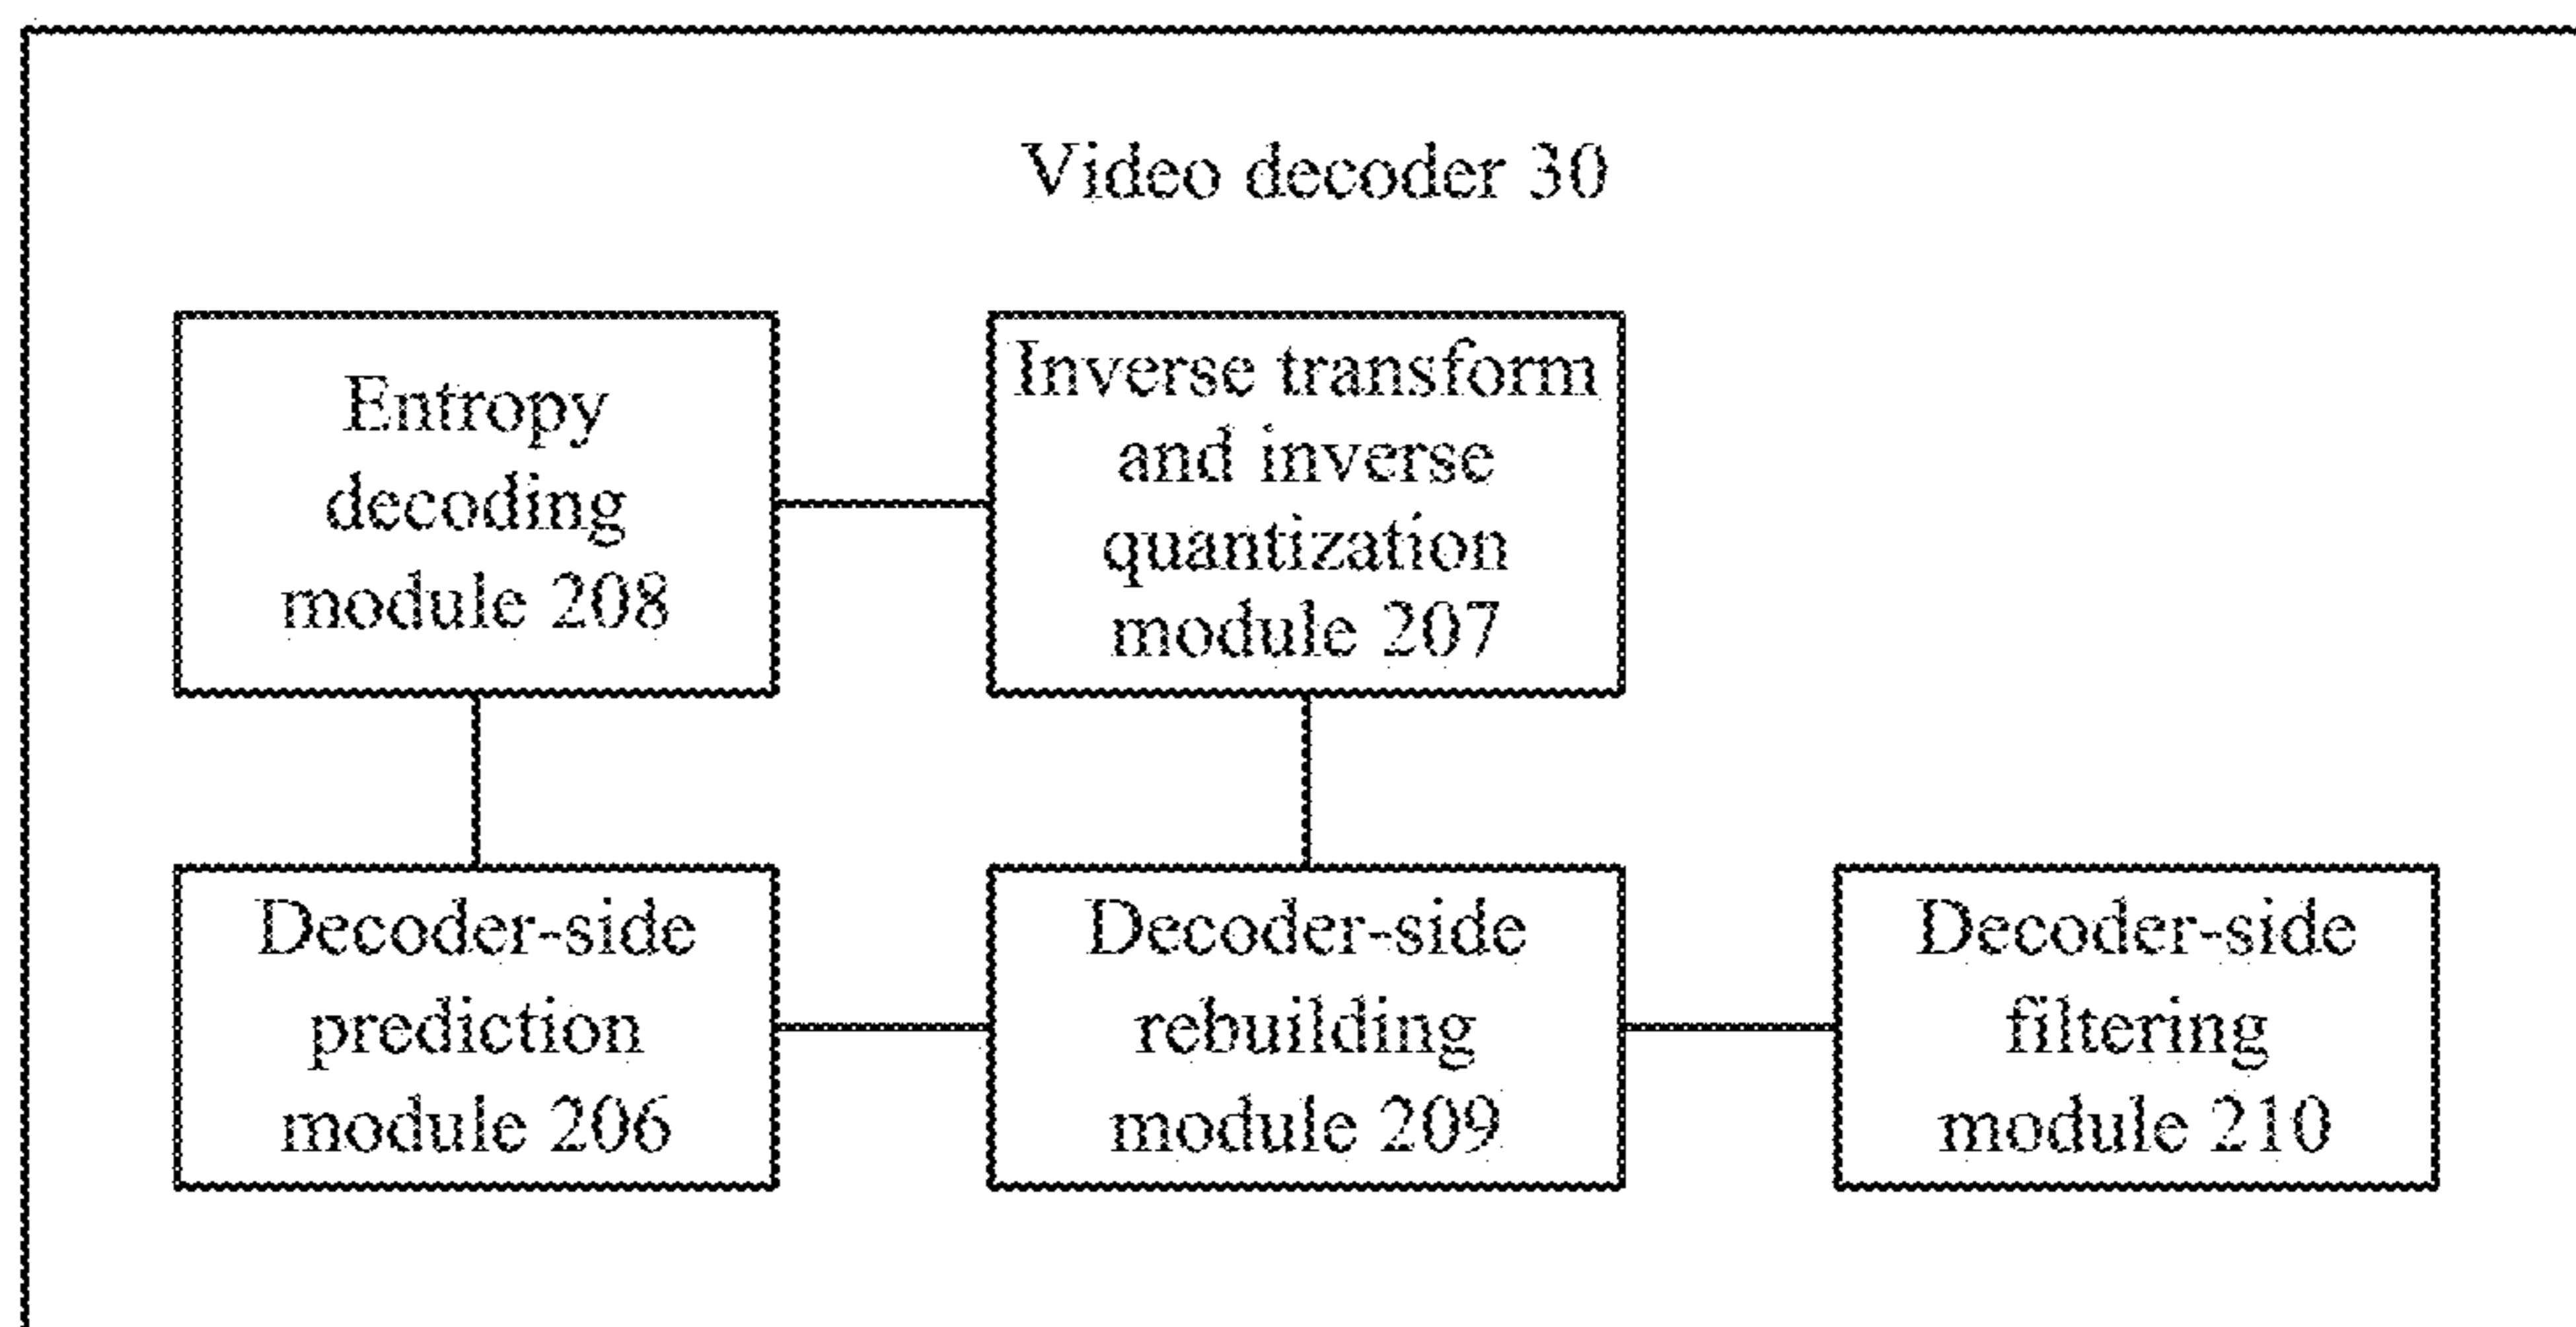 Video decoder 30
Entropy
decoding
module 208
Inverse transform
and inverse
quantization
module 207
Decoder-side
prediction
module 206
Decoder-side
rebuilding
module 209
Decoder-side
filtering
module 210